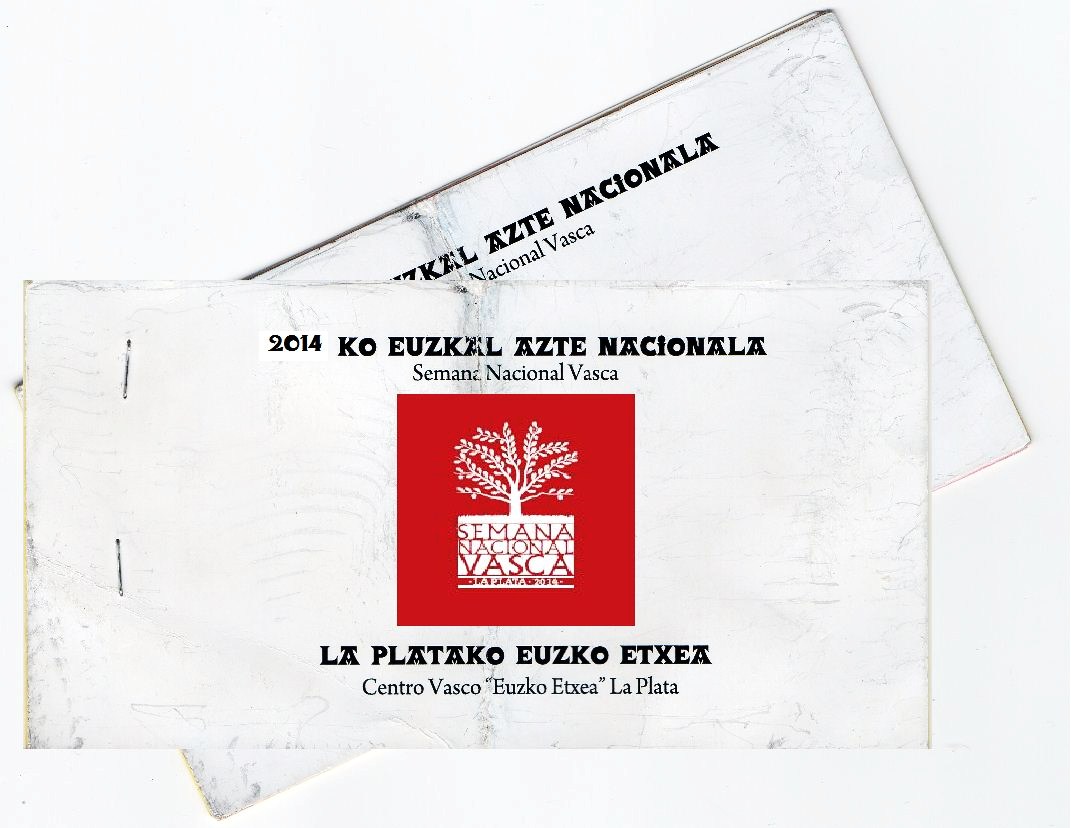 KAL AZTE NACiONALA
Nacional Vasca
2014 KO EUZKAL AZTE NACiONALA
Semana Nacional Vasca
SEMANA
NACIONAL
VASCA
-LA PLATA · 2014-
LA PLATAKO EUZKO ETXEA
Centro Vasco "Euzko Etxea" La Plata